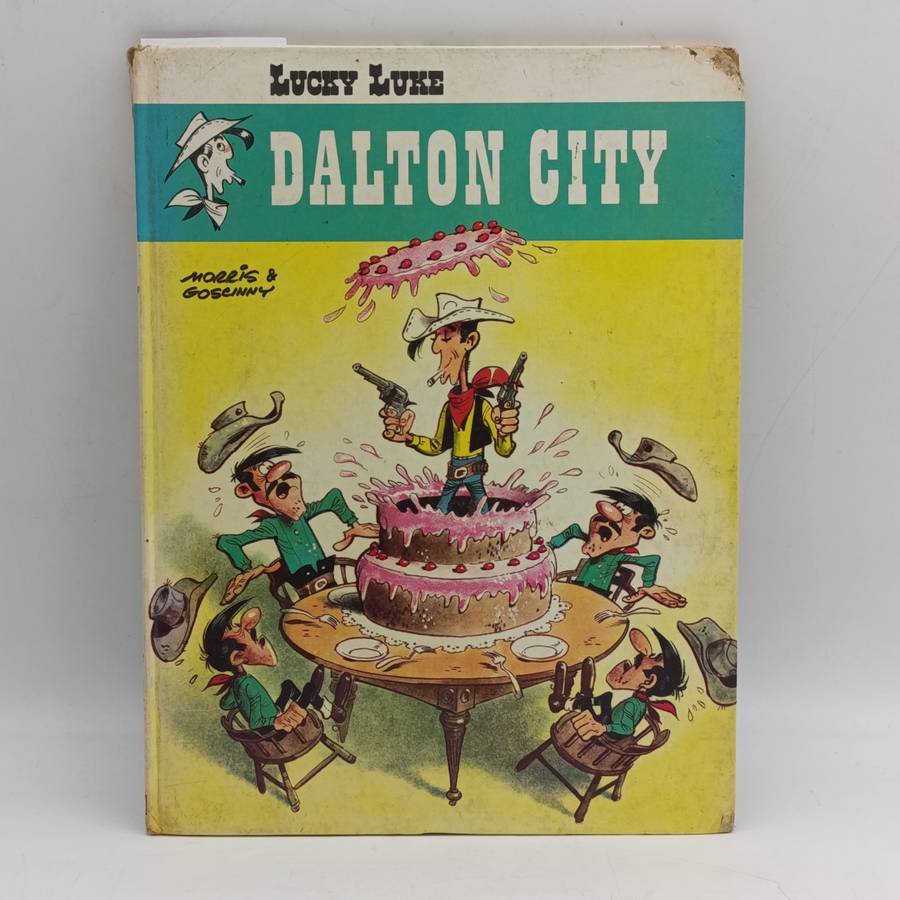 LUCKY LUKE
DALTON CITY
MORRIS &
GOSCINNY